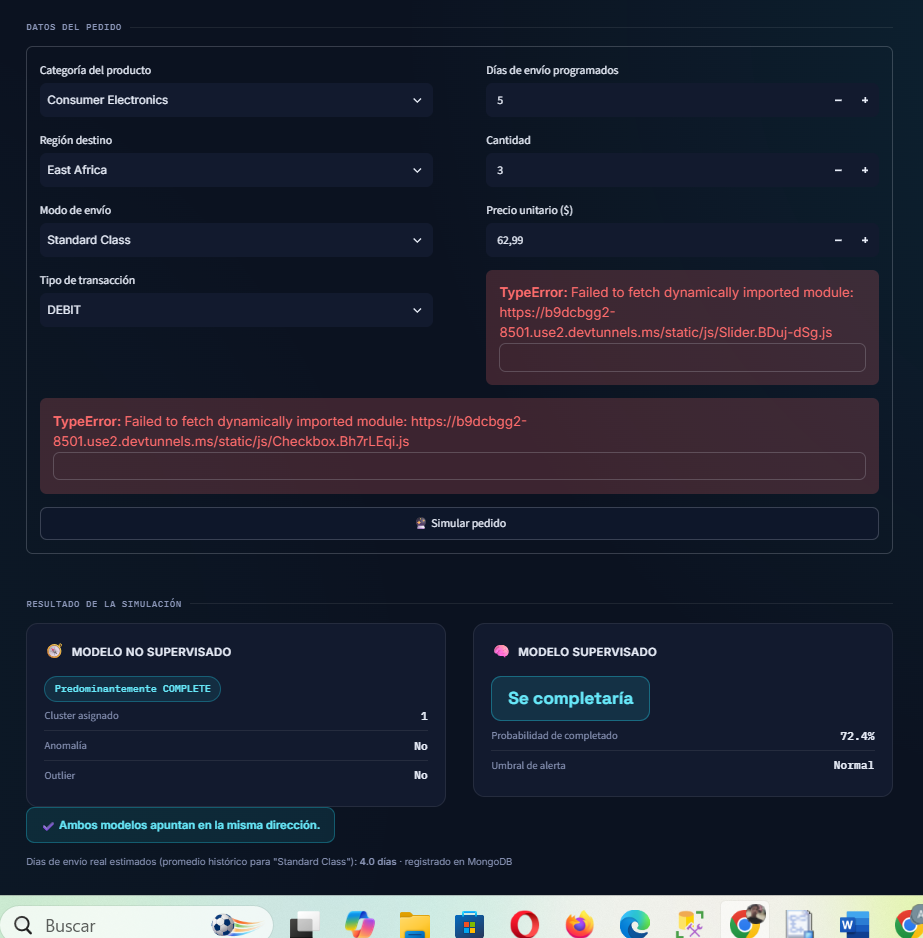 DATOS DEL PEDIDO
Categoría del producto
Consumer Electronics
Región destino
East Africa
Modo de envío
Standard Class
Tipo de transacción
DEBIT
Días de envío programados
5
Cantidad
3
Precio unitario ($)
62,99
TypeError: Failed to fetch dynamically imported module:
https://b9dcbgg2-
8501.use2.devtunnels.ms/static/js/Slider.BDuj-dSg.js
TypeError: Failed to fetch dynamically imported module: https://b9dcbgg2-
8501.use2.devtunnels.ms/static/js/Checkbox.Bh7rLEqi.js
Simular pedido
RESULTADO DE LA SIMULACIÓN
MODELO NO SUPERVISADO
Predominantemente COMPLETE
Cluster asignado 1
Anomalía No
Outlier No
MODELO SUPERVISADO
Se completaría
Probabilidad de completado 72.4%
Umbral de alerta Normal
Ambos modelos apuntan en la misma dirección.
Días de envío real estimados (promedio histórico para "Standard Class"): 4.0 días · registrado en MongoDB
Buscar